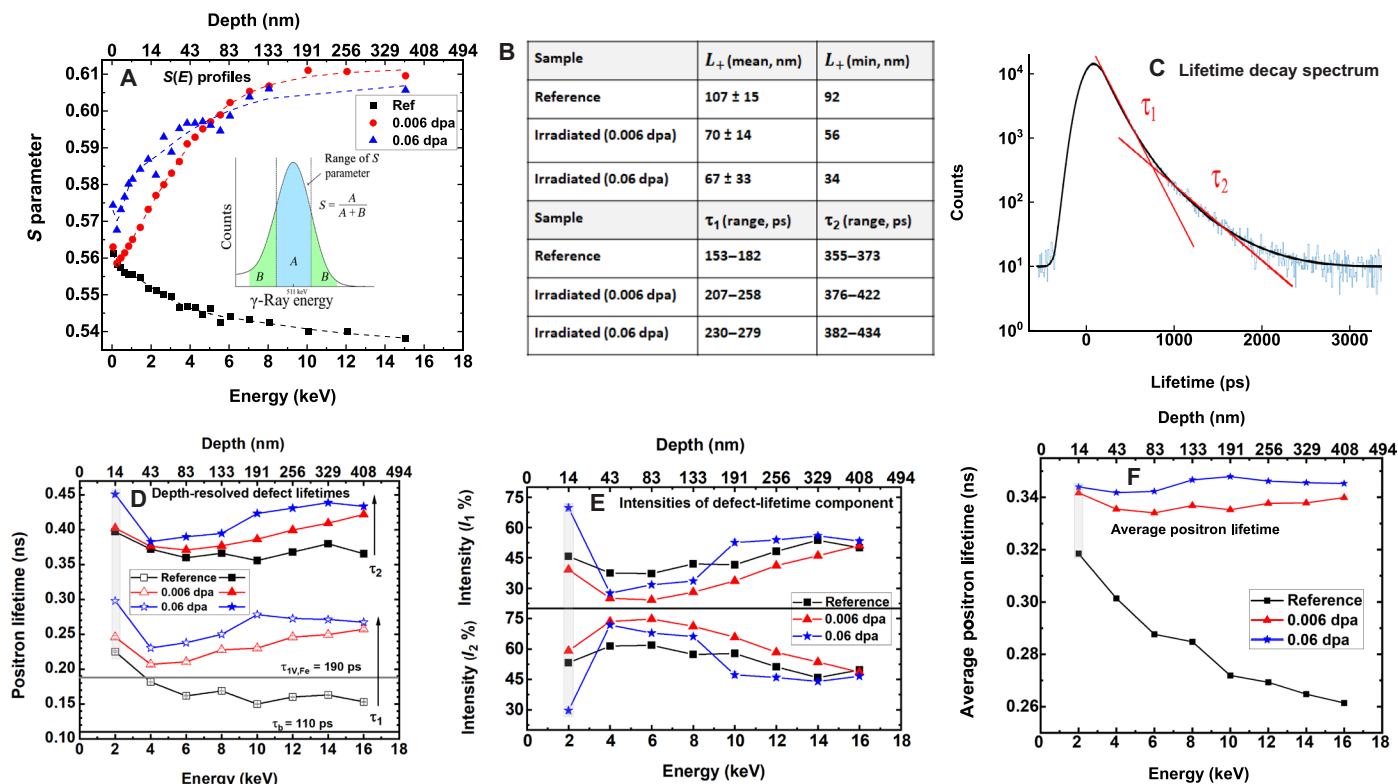 Depth (nm)
0 14 43 83 133 191 256 329 408 494
A
S(E) profiles
0.61
0.60
0.59
0.58
0.57
0.56
0.55
0.54
S parameter
Ref
0.006 dpa
0.06 dpa
Range of S
parameter
S = A / A + B
Counts
B
A
B
511 keV
γ-Ray energy
0 2 4 6 8 10 12 14 16 18
Energy (keV)
B
Sample L+ (mean, nm) L+ (min, nm)
Reference 107 ± 15 92
Irradiated (0.006 dpa) 70 ± 14 56
Irradiated (0.06 dpa) 67 ± 33 34
Sample τ1 (range, ps) τ2 (range, ps)
Reference 153–182 355–373
Irradiated (0.006 dpa) 207–258 376–422
Irradiated (0.06 dpa) 230–279 382–434
C Lifetime decay spectrum
10^4
10^3
10^2
10^1
10^0
Counts
τ1
τ2
0 1000 2000 3000
Lifetime (ps)
Depth (nm)
0 14 43 83 133 191 256 329 408 494
D Depth-resolved defect lifetimes
0.45
0.40
0.35
0.30
0.25
0.20
0.15
0.10
Positron lifetime (ns)
τ2
Reference
0.006 dpa
0.06 dpa
τ1V,Fe = 190 ps
τ1
τb = 110 ps
0 2 4 6 8 10 12 14 16 18
Energy (keV)
Depth (nm)
0 14 43 83 133 191 256 329 408 494
E Intensities of defect-lifetime component
75
60
45
30
Intensity (I1 %)
Reference
0.006 dpa
0.06 dpa
75
60
45
30
Intensity (I2 %)
0 2 4 6 8 10 12 14 16 18
Energy (keV)
Depth (nm)
0 14 43 83 133 191 256 329 408 494
F
Average positron lifetime
0.34
0.32
0.30
0.28
0.26
Average positron lifetime (ns)
Reference
0.006 dpa
0.06 dpa
0 2 4 6 8 10 12 14 16 18
Energy (keV)